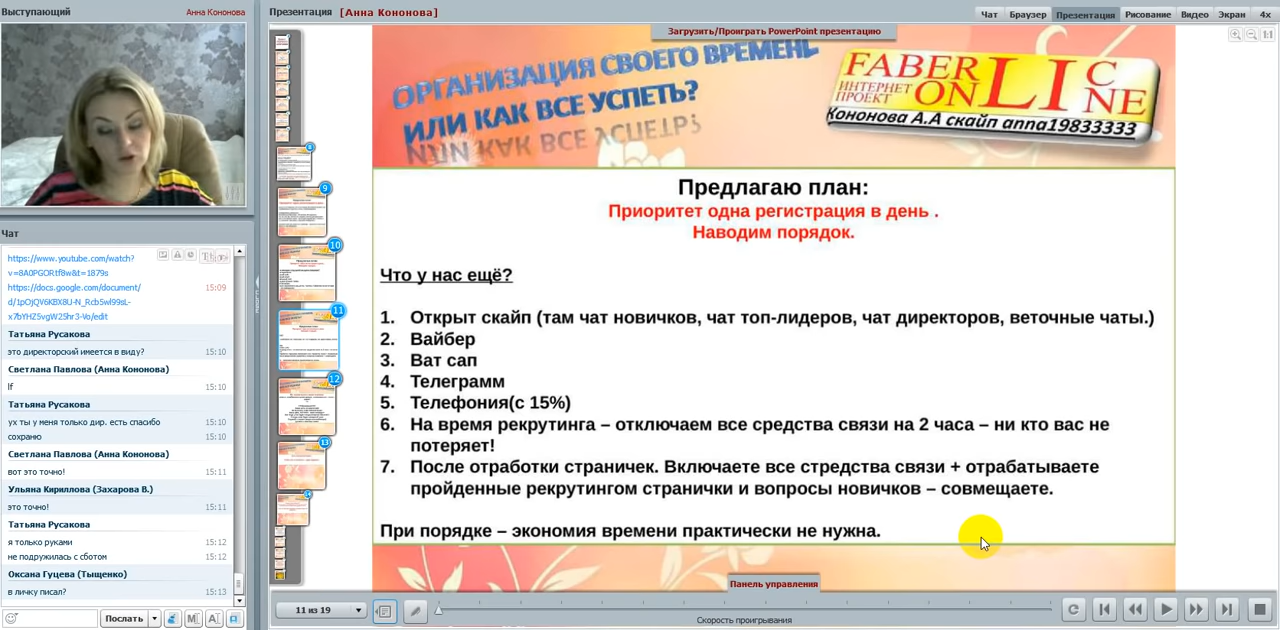 Выступающий
Анна Кононова
Презентация [Анна Кононова]
Чат Браузер Презентация Рисование Видео Экран 4x
Загрузить/Проиграть PowerPoint презентацию
1:1
ОРГАНИЗАЦИЯ СВОЕГО ВРЕМЕНЬ
ИЛИ КАК ВСЕ УСПЕТЬ?
FABERLIC
ONLINE
ИНТЕРНЕТ
ПРОЕКТ
Кононова А.А скайп anna19833333
Чат
https://www.youtube.com/watch?
v=8A0PGORtf8w&t=1879s
https://docs.google.com/document/
15:09
d/1pOjQV6KBX8U-N_Rcb5wl99sL-
x7bYHZSvgW25hr3-Vo/edit
Татьяна Русакова
это директорский имеется в виду?
15:10
Светлана Павлова (Анна Кононова)
lf
15:10
Татьяна Русакова
ух ты у меня только дир. есть спасибо
15:10
сохраню
15:10
Светлана Павлова (Анна Кононова)
вот это точно!
15:11
Ульяна Кириллова (Захарова В.)
это точно!
15:11
Татьяна Русакова
я только руками
15:12
не подружилась с сботом
15:12
Оксана Гуцева (Тыщенко)
в личку писал?
15:13
Послать
8
9
10
11
12
13
Предлагаю план:
Приоритет одна регистрация в день .
Наводим порядок.
Что у нас ещё?
1. Открыт скайп (там чат новичков, чат топ-лидеров, чат директоров, веточные чаты.)
2. Вайбер
3. Ват сап
4. Телеграмм
5. Телефония(с 15%)
6. На время рекрутинга – отключаем все средства связи на 2 часа – ни кто вас не
потеряет!
7. После отработки страничек. Включаете все стредства связи + отрабатываете
пройденные рекрутингом странички и вопросы новичков – совмещаете.
При порядке – экономия времени практически не нужна.
Панель управления
11 из 19
Скорость проигрывания